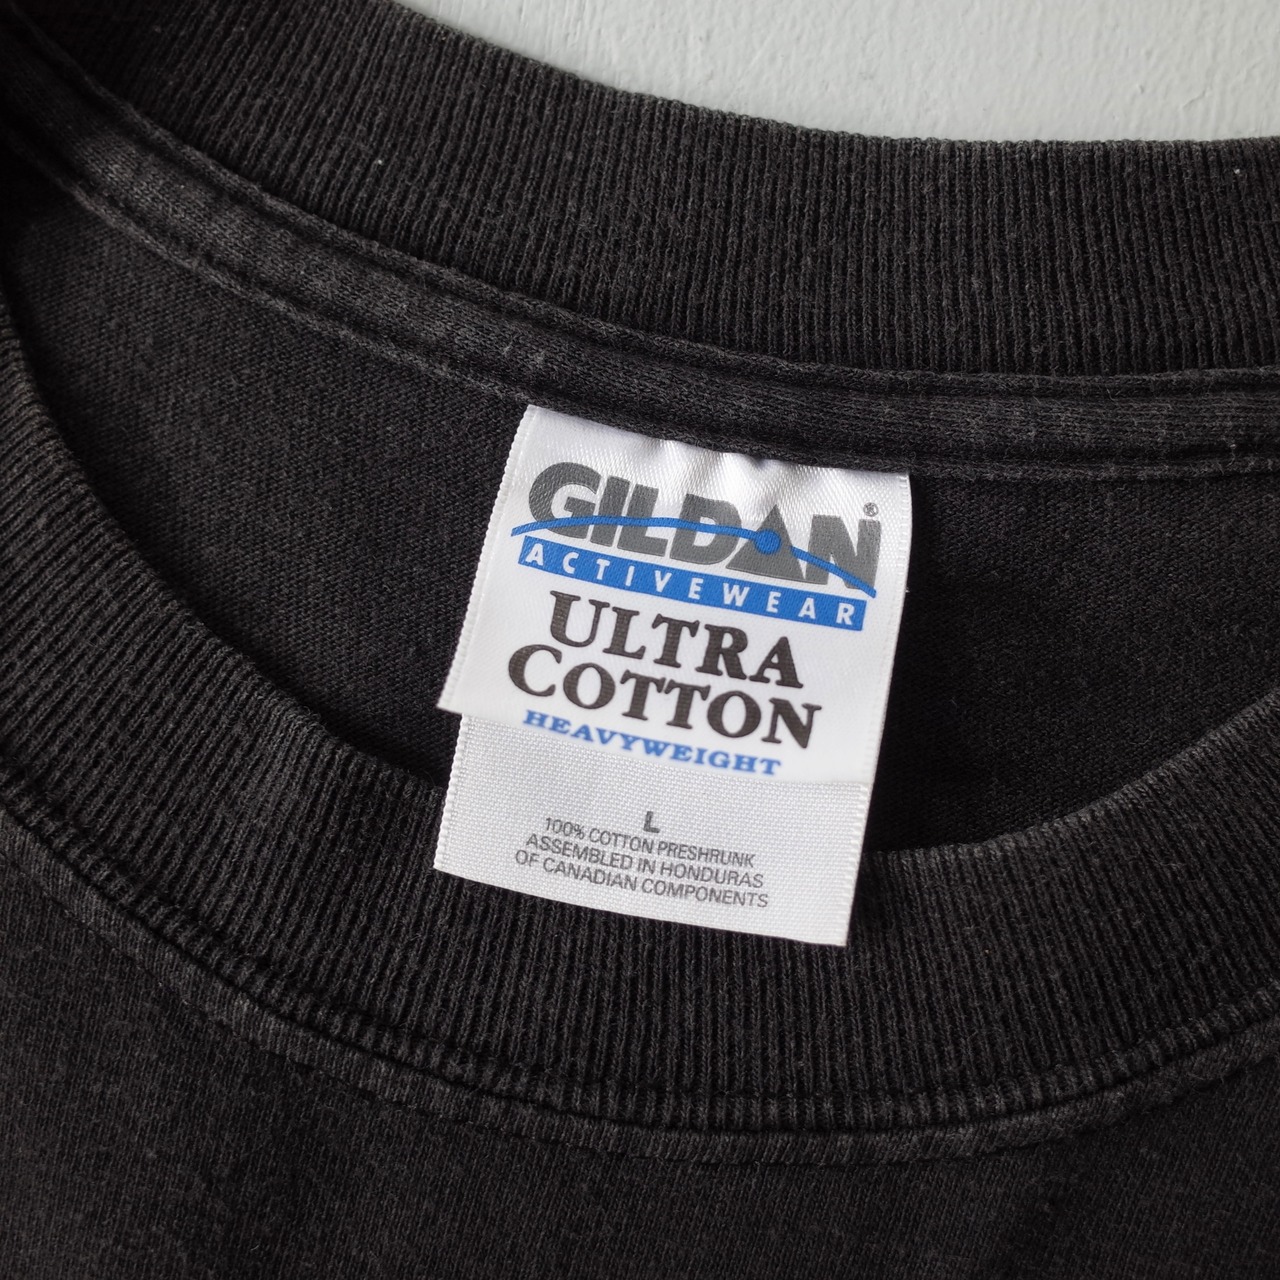 GILDAN®
ACTIVEWEAR
ULTRA
COTTON
HEAVYWEIGHT
L
100% COTTON PRESHRUNK
ASSEMBLED IN HONDURAS
OF CANADIAN COMPONENTS